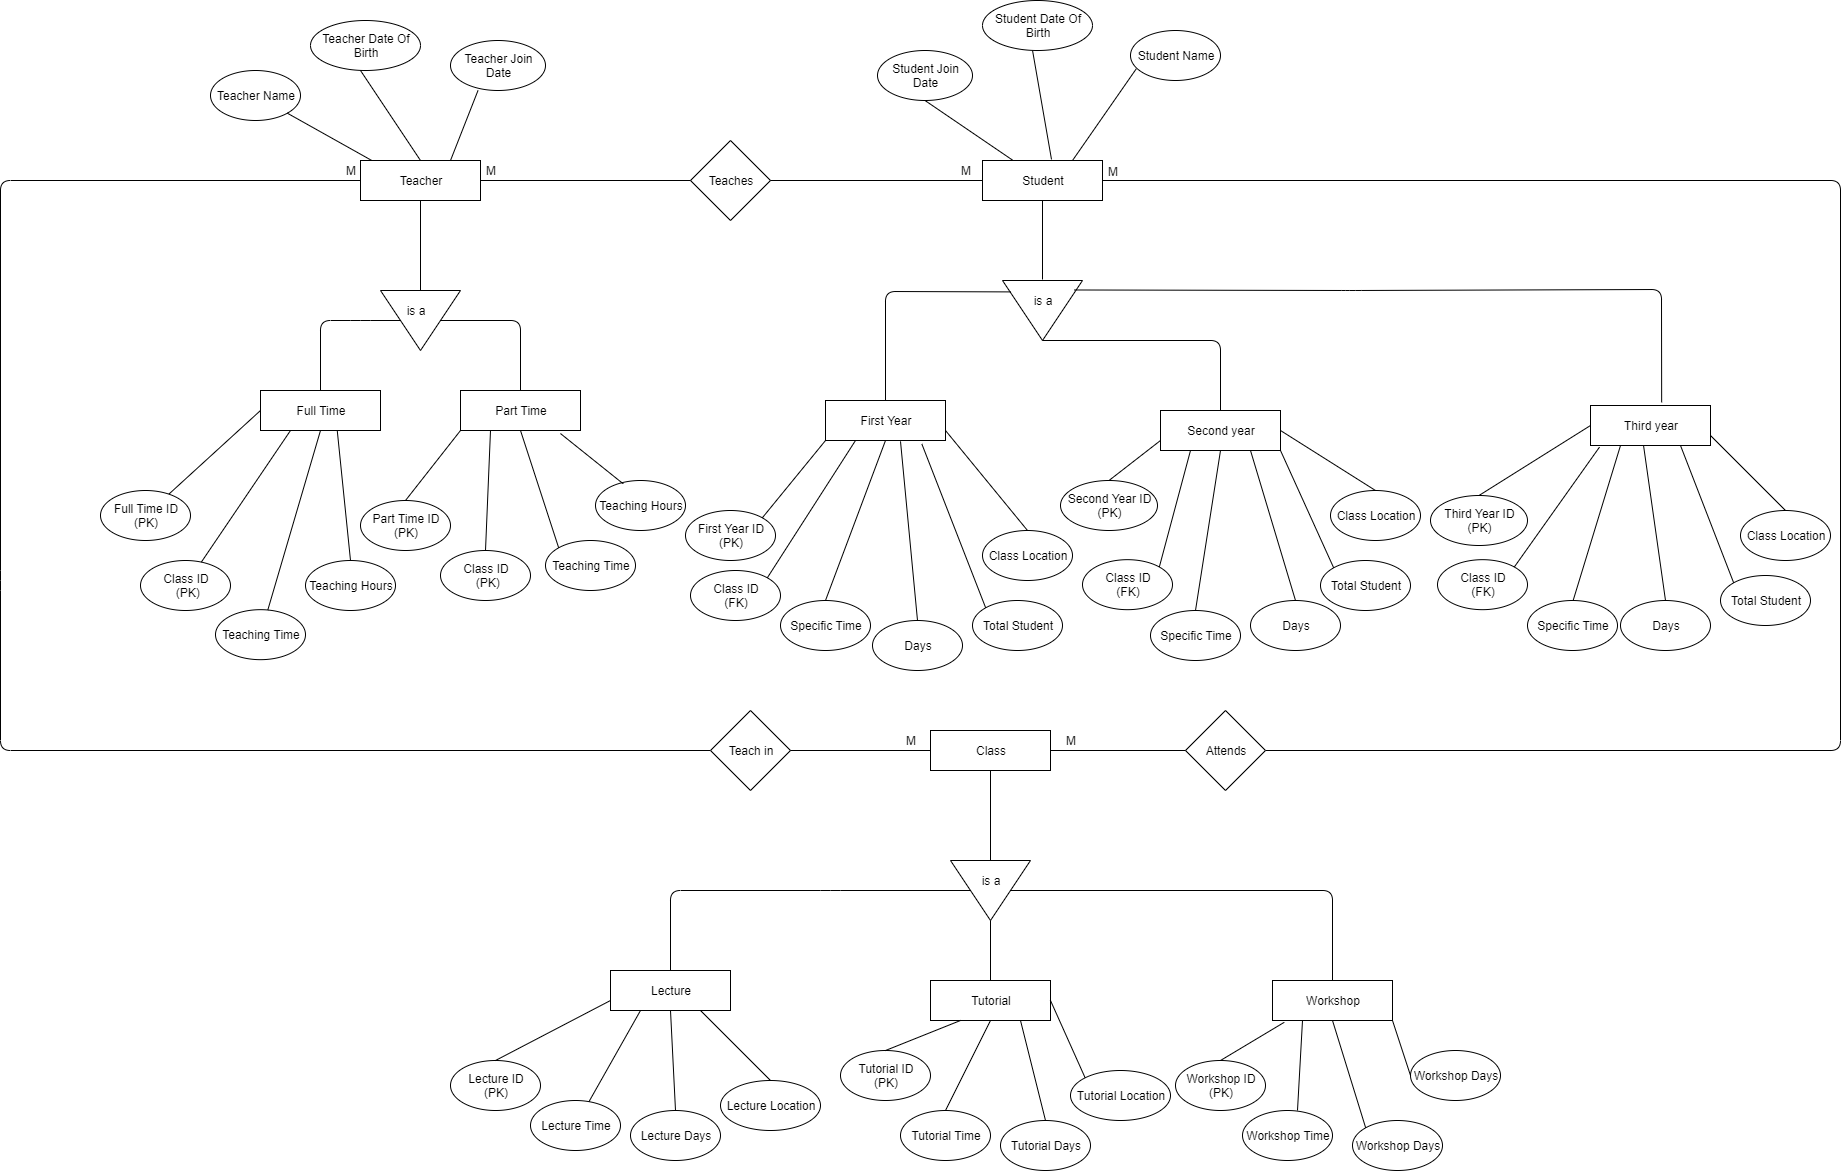 Student Date Of
Birth
Teacher Date Of
Birth
Teacher Join
Date
Student Name
Student Join
Date
Teacher Name
M
Teacher
M
Teaches
M
Student
M
is a
is a
Full Time
Part Time
First Year
Second year
Third year
Full Time ID
(PK)
Class ID
(PK)
Teaching Time
Teaching Hours
Part Time ID
(PK)
Class ID
(PK)
Teaching Time
Teaching Hours
First Year ID
(PK)
Class ID
(FK)
Specific Time
Days
Total Student
Class Location
Second Year ID
(PK)
Class ID
(FK)
Specific Time
Days
Total Student
Class Location
Third Year ID
(PK)
Class ID
(FK)
Specific Time
Days
Total Student
Class Location
Teach in
M
Class
M
Attends
is a
Lecture
Tutorial
Workshop
Lecture ID
(PK)
Lecture Time
Lecture Days
Lecture Location
Tutorial ID
(PK)
Tutorial Time
Tutorial Days
Tutorial Location
Workshop ID
(PK)
Workshop Time
Workshop Days
Workshop Days